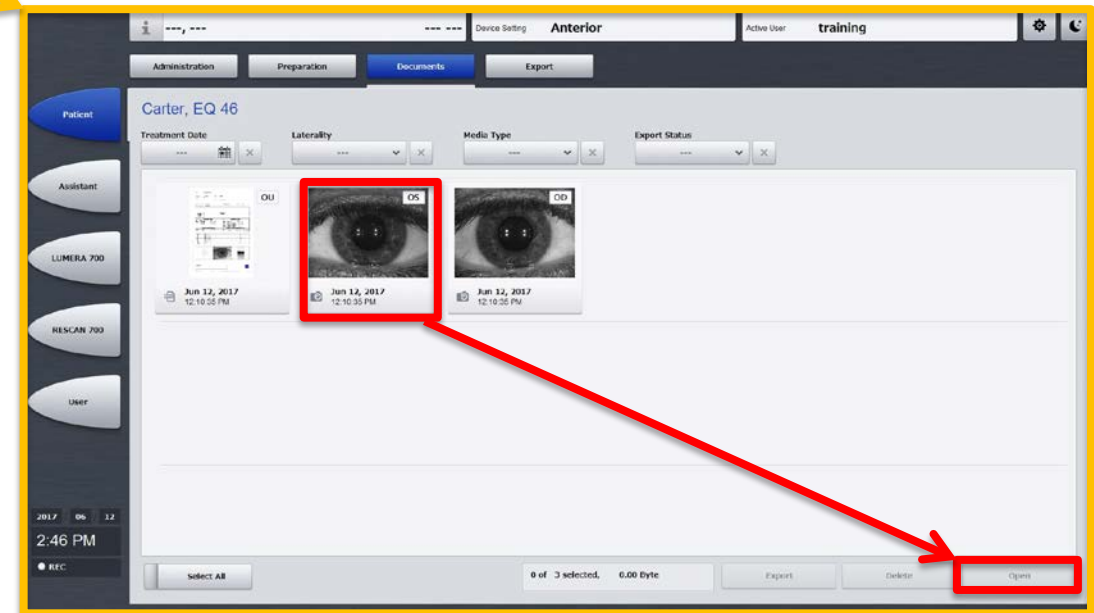 i ---, --- --- --- Device Setting Anterior Active User training
Administration Preparation Documents Export
Patient
Carter, EQ 46
Treatment Date Laterality Media Type Export Status
--- --- --- ---
Assistant
OU OS OD
LUMERA 700
Jun 12, 2017 Jun 12, 2017 Jun 12, 2017
12:10:35 PM 12:10:35 PM 12:10:35 PM
RESCAN 700
User
2017 06 12
2:46 PM
REC
Select All 0 of 3 selected, 0.00 Byte Export Delete Open